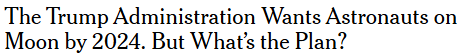 The Trump Administration Wants Astronauts on
Moon by 2024. But What’s the Plan?